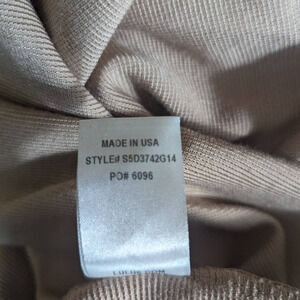 MADE IN USA
STYLE# S5D3742G14
PO# 6096